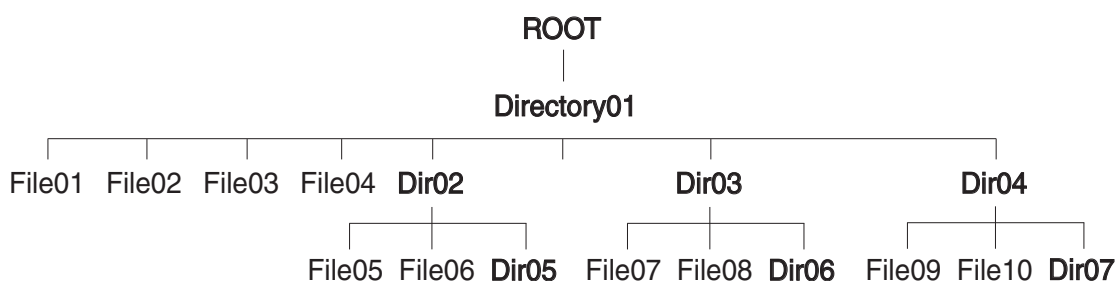 ROOT
Directory01
File01 File02 File03 File04 Dir02 Dir03 Dir04
File05 File06 Dir05 File07 File08 Dir06 File09 File10 Dir07